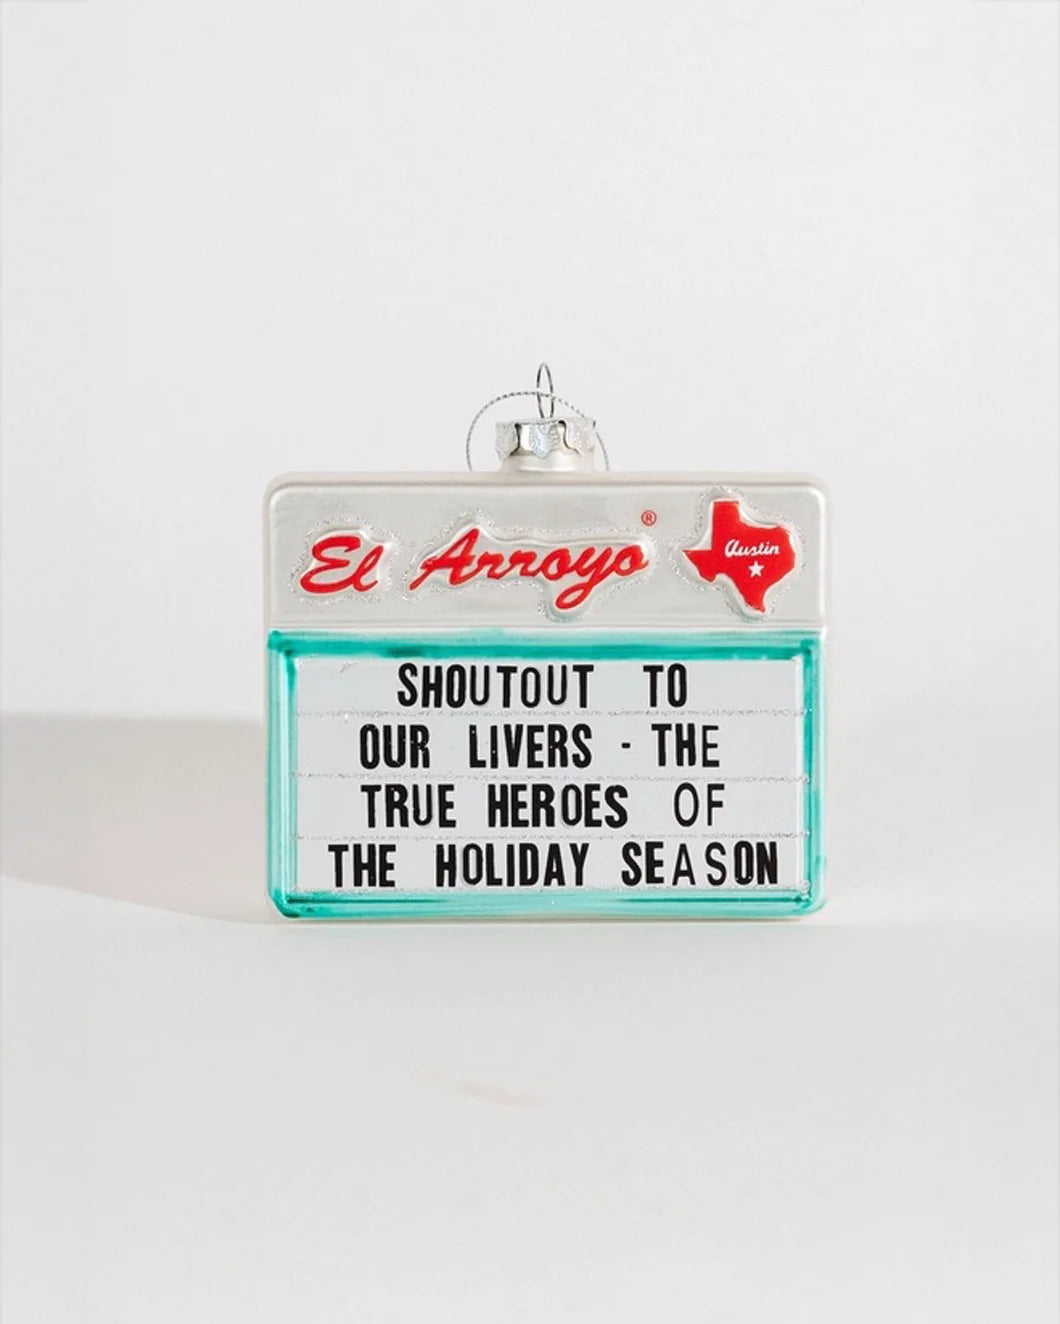 El Arroyo®
Austin
SHOUTOUT TO
OUR LIVERS - THE
TRUE HEROES OF
THE HOLIDAY SEASON